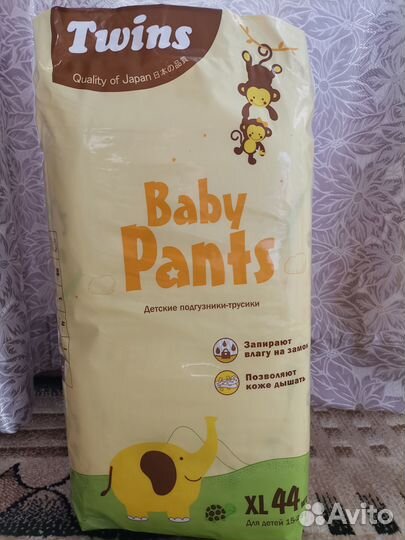 Twins
Quality of Japan 日本の品質
Baby
Pants
Детские подгузники-трусики
Запирают
влагу на замо
Позволяют
коже дышать
XL 44
Для детей 15
Avito